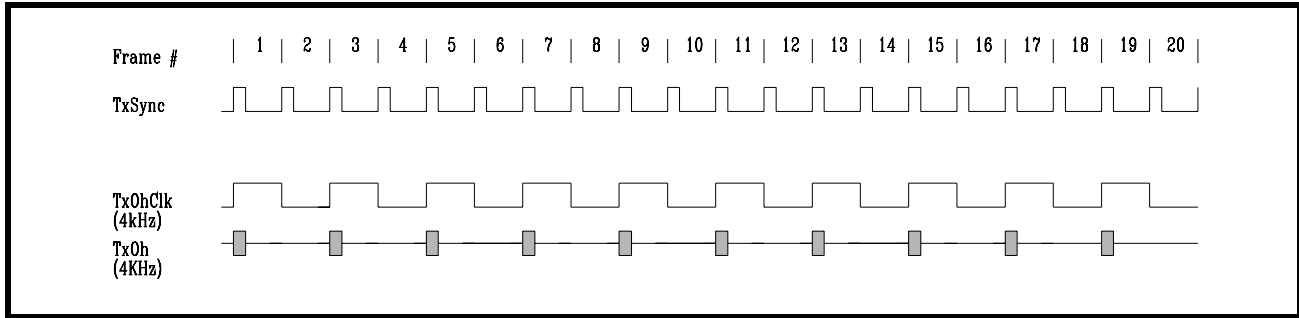 Frame # | 1 | 2 | 3 | 4 | 5 | 6 | 7 | 8 | 9 | 10 | 11 | 12 | 13 | 14 | 15 | 16 | 17 | 18 | 19 | 20 |
TxSync
TxOhClk
(4kHz)
TxOh
(4KHz)